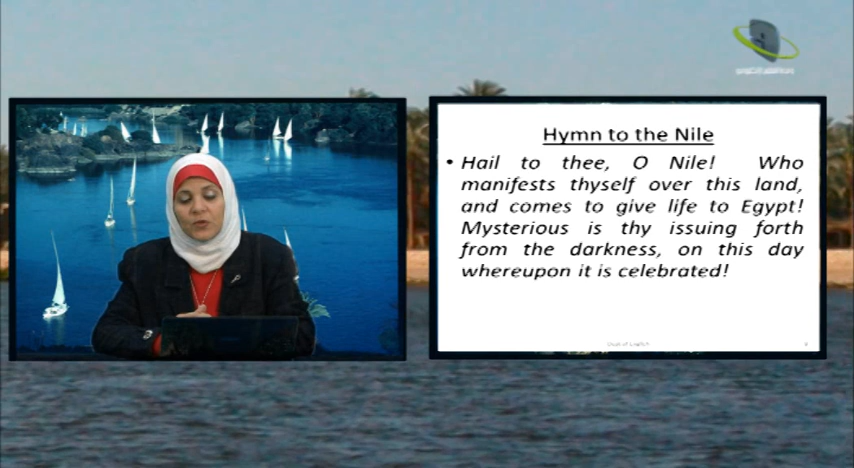 Hymn to the Nile
• Hail to thee, O Nile! Who
manifests thyself over this land,
and comes to give life to Egypt!
Mysterious is thy issuing forth
from the darkness, on this day
whereupon it is celebrated!